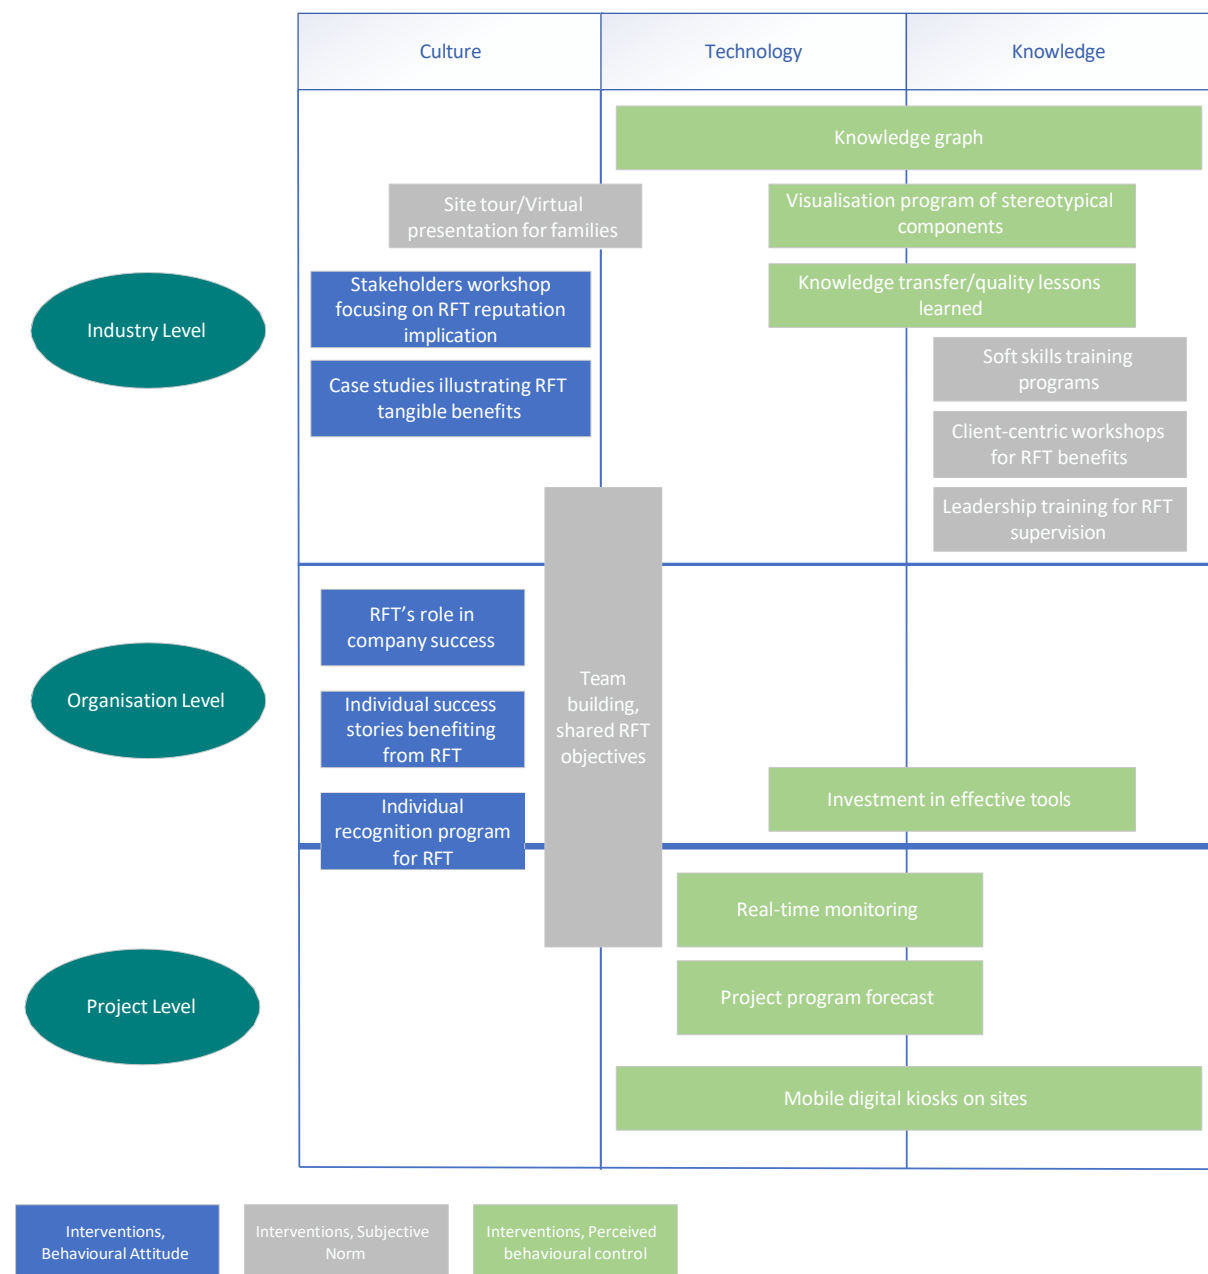 Culture
Technology
Knowledge
Knowledge graph
Site tour/Virtual
presentation for families
Visualisation program of stereotypical
components
Industry Level
Stakeholders workshop
focusing on RFT reputation
implication
Knowledge transfer/quality lessons
learned
Case studies illustrating RFT
tangible benefits
Soft skills training
programs
Client-centric workshops
for RFT benefits
Leadership training for RFT
supervision
Organisation Level
RFT’s role in
company success
Individual success
stories benefiting
from RFT
Individual
recognition program
for RFT
Team
building,
shared RFT
objectives
Investment in effective tools
Project Level
Real-time monitoring
Project program forecast
Mobile digital kiosks on sites
Interventions,
Behavioural Attitude
Interventions, Subjective
Norm
Interventions, Perceived
behavioural control